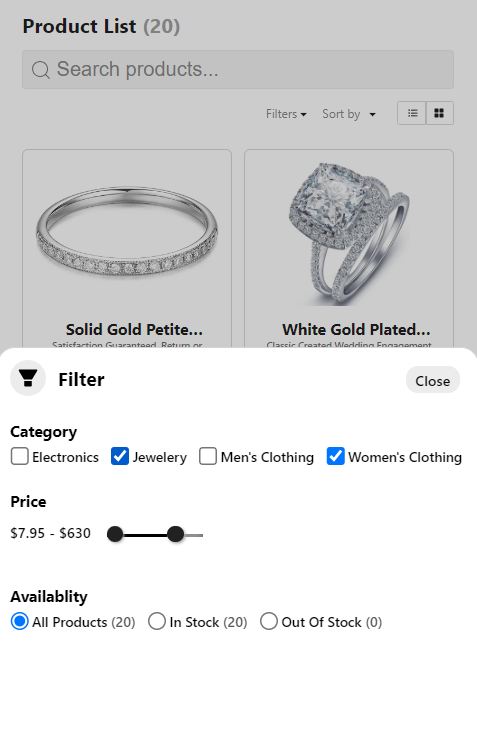 Product List (20)
Search products...
Filters Sort by
Solid Gold Petite... White Gold Plated...
Satisfaction Guaranteed. Return or Classic Created Wedding Engagement
Filter Close
Category
Electronics Jewelery Men's Clothing Women's Clothing
Price
$7.95 - $630
Availablity
All Products (20) In Stock (20) Out Of Stock (0)